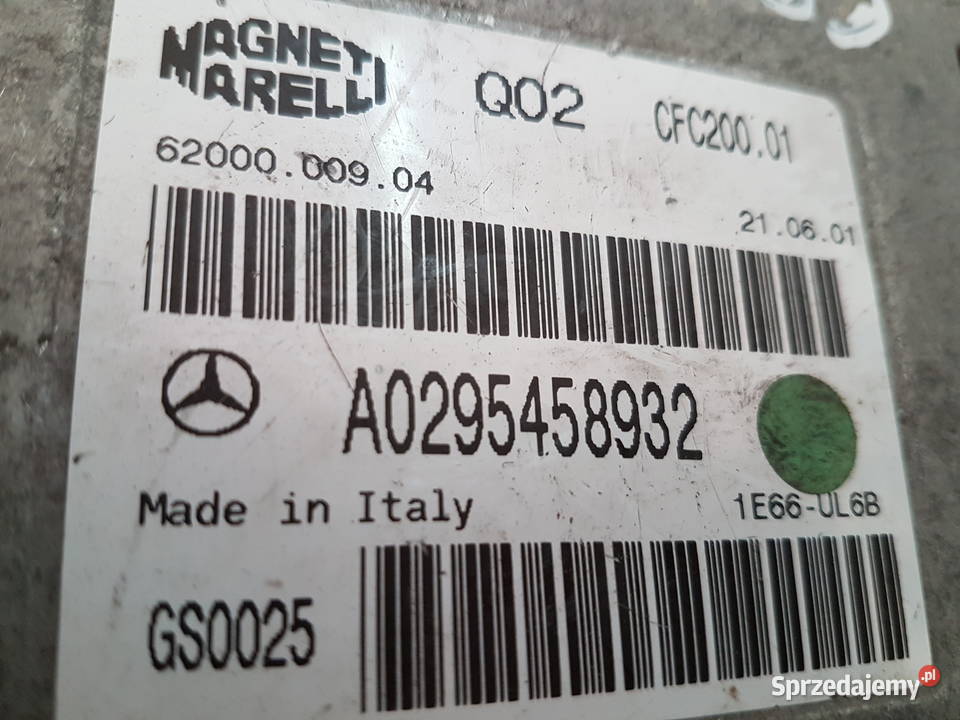 MAGNETI
MARELLI
Q02
CFC200.01
62000.009.04
21.06.01
A0295458932
Made in Italy
1E66-UL6B
GS0025
Sprzedajemy.pl